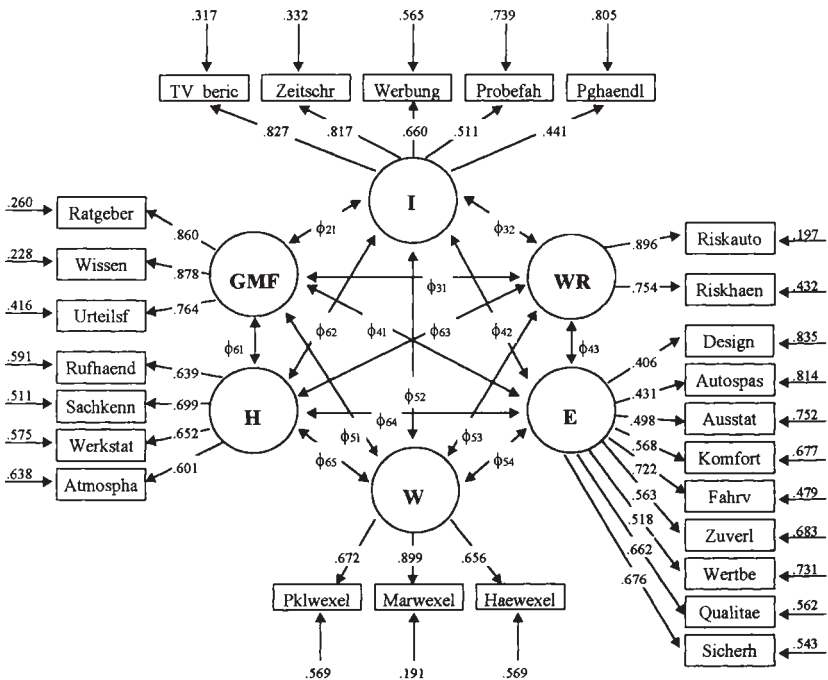 .317 .332 .565 .739 .805
TV beric Zeitschr Werbung Probefah Pghaendl
.827 .817 .660 .511 .441
I
.260 Ratgeber .860
.228 Wissen .878
.416 Urteilsf .764
GMF
ϕ21 ϕ32
WR
.896 Riskauto .197
.754 Riskhaen .432
ϕ31
ϕ61 ϕ62 ϕ41 ϕ63 ϕ42 ϕ43
.591 Rufhaend .639
.511 Sachkenn .699
.575 Werkstat .652
.638 Atmospha .601
H
ϕ52
ϕ64
ϕ65 ϕ51 ϕ53 ϕ54
E
.406 Design .835
.431 Autospas .814
.498 Ausstat .752
.568 Komfort .677
.722 Fahrv .479
.563 Zuverl .683
.518 Wertbe .731
.662 Qualitae .562
.676 Sicherh .543
W
.672 .899 .656
Pklwexel Marwexel Haewexel
.569 .191 .569